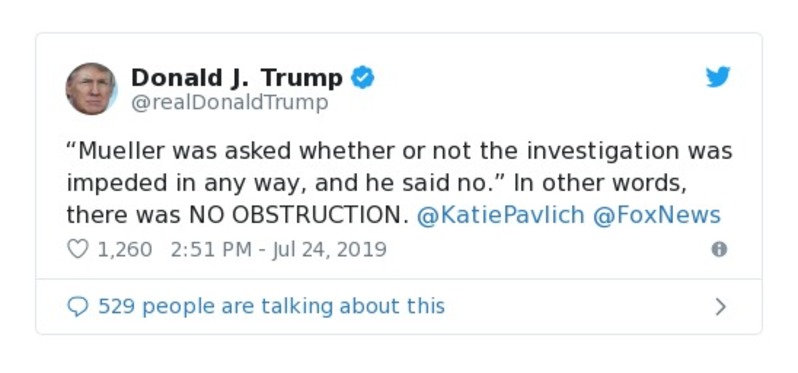 Donald J. Trump
@realDonaldTrump
“Mueller was asked whether or not the investigation was
impeded in any way, and he said no.” In other words,
there was NO OBSTRUCTION. @KatiePavlich @FoxNews
1,260 2:51 PM - Jul 24, 2019
529 people are talking about this